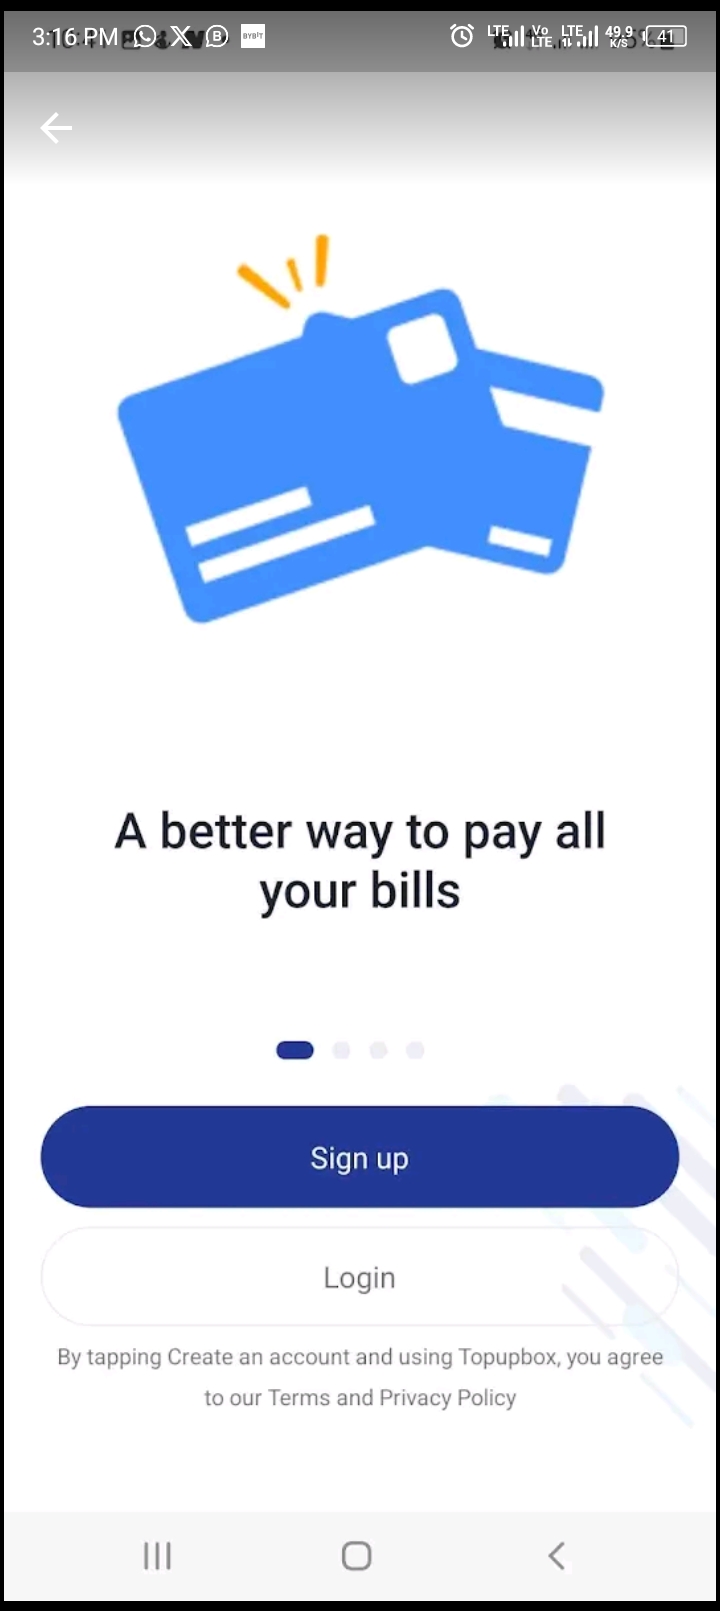 3:16 PM BYBIT LTE Vo LTE LTE 49.9 K/S 41
A better way to pay all
your bills
Sign up
Login
By tapping Create an account and using Topupbox, you agree
to our Terms and Privacy Policy